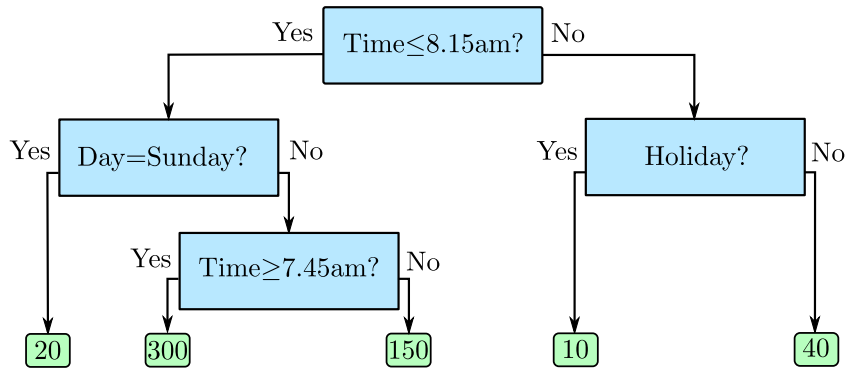 Time≤8.15am?
Yes
No
Day=Sunday?
Yes
No
Holiday?
Yes
No
Time≥7.45am?
Yes
No
20
300
150
10
40